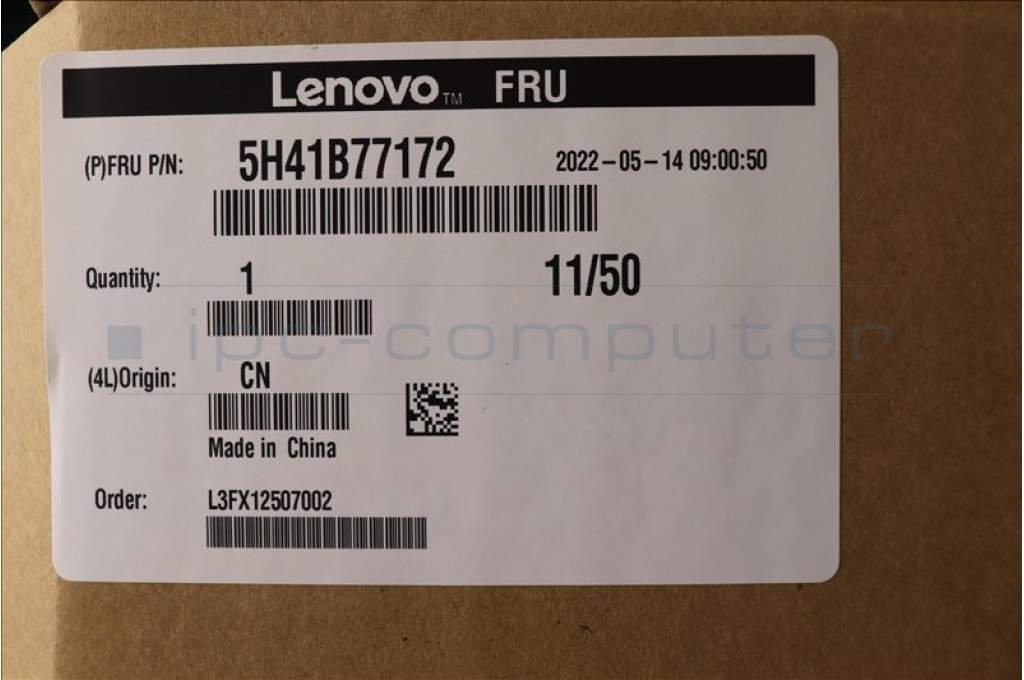 Lenovo™ FRU
(P)FRU P/N: 5H41B77172 2022-05-14 09:00:50
Quantity: 1 11/50
ipc-computer
(4L)Origin: CN
Made in China
Order: L3FX12507002